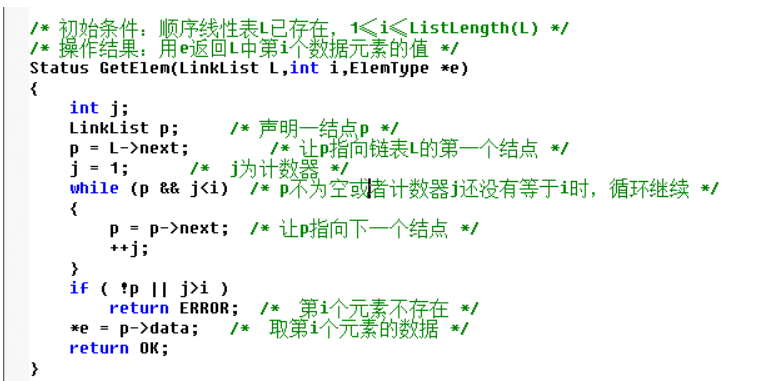 /* 初始条件：顺序线性表L已存在，1≤i≤ListLength(L) */
/* 操作结果：用e返回L中第i个数据元素的值 */
Status GetElem(LinkList L,int i,ElemType *e)
{
    int j;
    LinkList p;      /* 声明一结点p */
    p = L->next;        /* 让p指向链表L的第一个结点 */
    j = 1;      /*  j为计数器 */
    while (p && j<i)  /* p不为空或者计数器j还没有等于i时，循环继续 */
    {
        p = p->next;  /* 让p指向下一个结点 */
        ++j;
    }
    if ( !p || j>i )
        return ERROR;  /*  第i个元素不存在 */
    *e = p->data;   /*  取第i个元素的数据 */
    return OK;
}